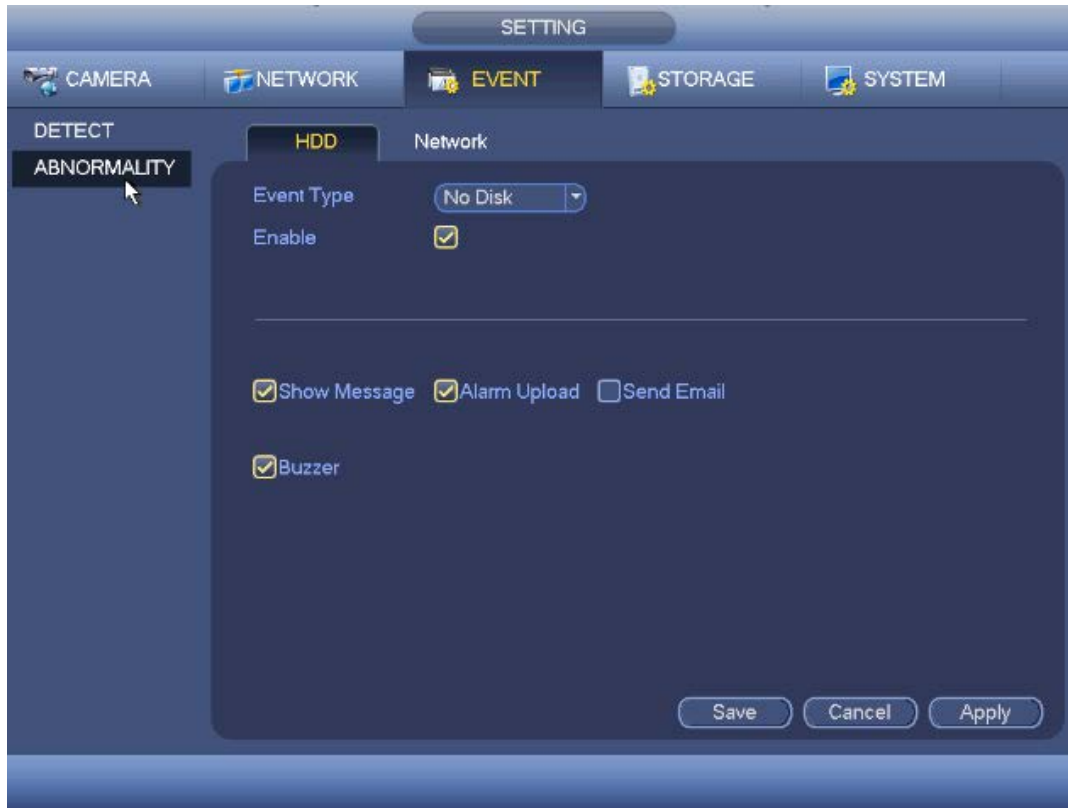 SETTING
CAMERA NETWORK EVENT STORAGE SYSTEM
DETECT
ABNORMALITY
HDD Network
Event Type No Disk
Enable
Show Message Alarm Upload Send Email
Buzzer
Save Cancel Apply